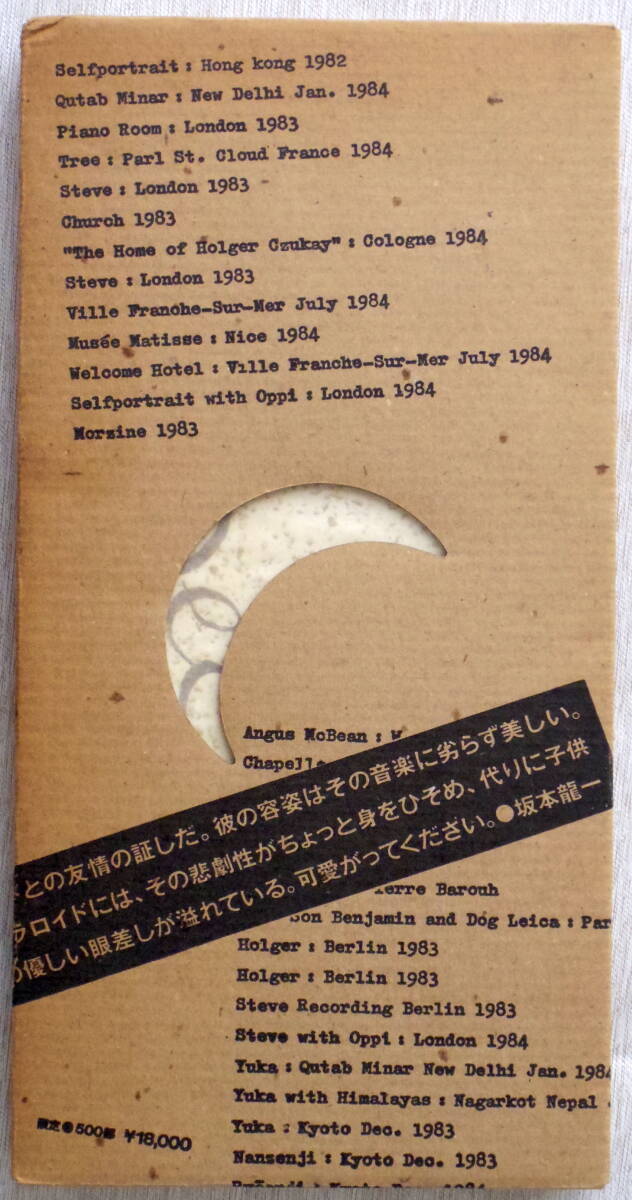 Selfportrait : Hong kong 1982
Qutab Minar : New Delhi Jan. 1984
Piano Room : London 1983
Tree : Parl St. Cloud France 1984
Steve : London 1983
Church 1983
"The Home of Holger Czukay" : Cologne 1984
Steve : London 1983
Ville Franche-Sur-Mer July 1984
Musée Matisse : Nice 1984
Welcome Hotel : Ville Franche-Sur-Mer July 1984
Selfportrait with Oppi : London 1984
Morzine 1983
Angus McBean :
との友情の証しだ。彼の容姿はその音楽に劣らず美しい。
ラロイドには、その悲劇性がちょっと身をひそめ、代りに子供
優しい眼差しが溢れている。可愛がってください。●坂本龍一
Barouh
Benjamin and Dog Leica : Par
Holger : Berlin 1983
Holger : Berlin 1983
Steve Recording Berlin 1983
Steve with Oppi : London 1984
Yuka : Qutab Minar New Delhi Jan. 1984
Yuka with Himalayas : Nagarkot Nepal
Yuka : Kyoto Dec. 1983
Nanzenji : Kyoto Dec. 1983
限定●500部 ¥18,000